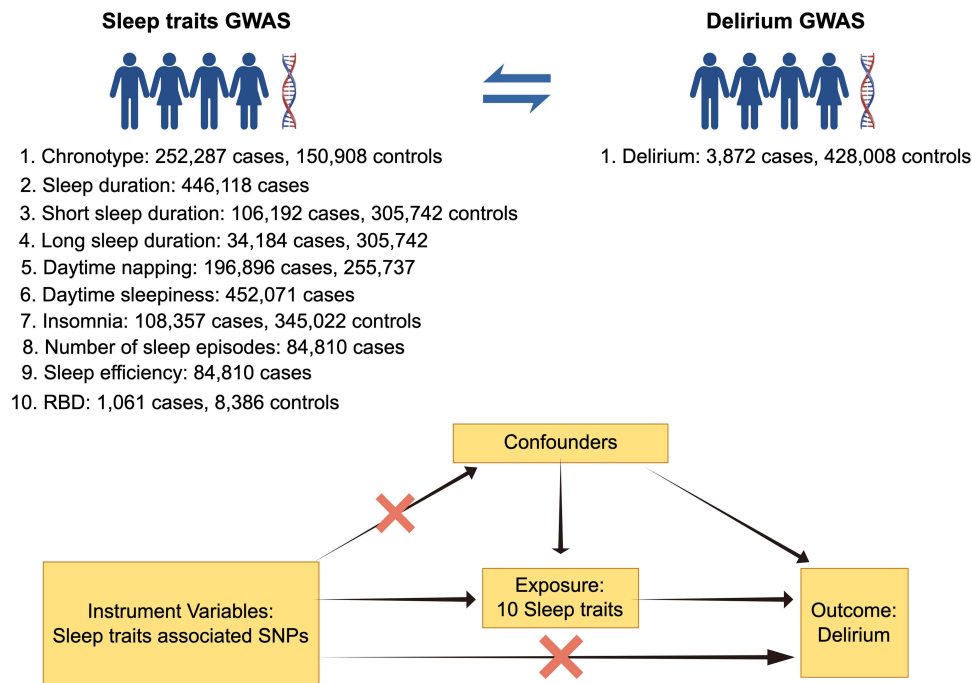 Sleep traits GWAS
Delirium GWAS
1. Chronotype: 252,287 cases, 150,908 controls
2. Sleep duration: 446,118 cases
3. Short sleep duration: 106,192 cases, 305,742 controls
4. Long sleep duration: 34,184 cases, 305,742
5. Daytime napping: 196,896 cases, 255,737
6. Daytime sleepiness: 452,071 cases
7. Insomnia: 108,357 cases, 345,022 controls
8. Number of sleep episodes: 84,810 cases
9. Sleep efficiency: 84,810 cases
10. RBD: 1,061 cases, 8,386 controls
1. Delirium: 3,872 cases, 428,008 controls
Confounders
Instrument Variables:
Sleep traits associated SNPs
Exposure:
10 Sleep traits
Outcome:
Delirium